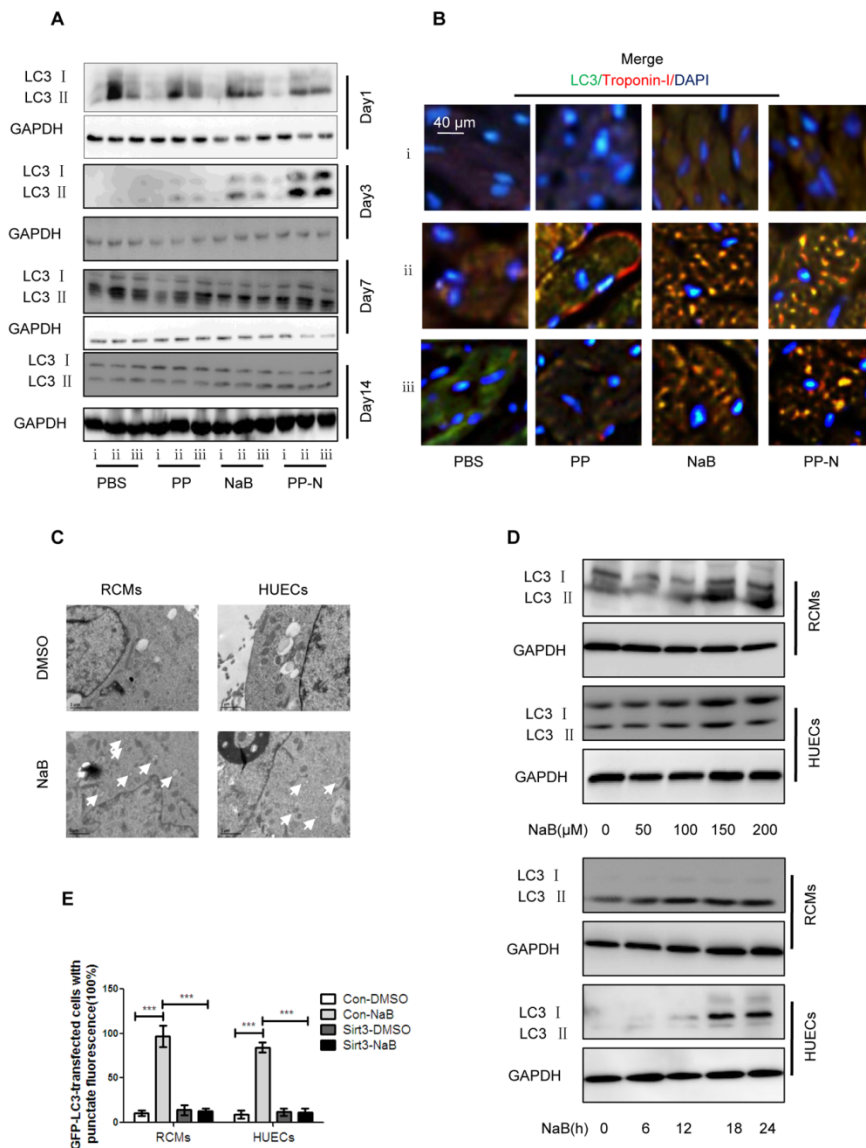 A
LC3 Ⅰ
LC3 Ⅱ
GAPDH
Day1
LC3 Ⅰ
LC3 Ⅱ
GAPDH
Day3
LC3 Ⅰ
LC3 Ⅱ
GAPDH
Day7
LC3 Ⅰ
LC3 Ⅱ
GAPDH
Day14
i ii iii i ii iii i ii iii i ii iii
PBS PP NaB PP-N
B
Merge
LC3/Troponin-I/DAPI
40 µm
i
ii
iii
PBS PP NaB PP-N
C
RCMs HUECs
DMSO
NaB
D
LC3 Ⅰ
LC3 Ⅱ
GAPDH
RCMs
LC3 Ⅰ
LC3 Ⅱ
GAPDH
HUECs
NaB(µM) 0 50 100 150 200
LC3 Ⅰ
LC3 Ⅱ
GAPDH
RCMs
LC3 Ⅰ
LC3 Ⅱ
GAPDH
HUECs
NaB(h) 0 6 12 18 24
E
GFP-LC3-transfected cells with
punctate fluorescence(100%)
150
100
50
0
*** *** *** ***
RCMs HUECs
Con-DMSO
Con-NaB
Sirt3-DMSO
Sirt3-NaB